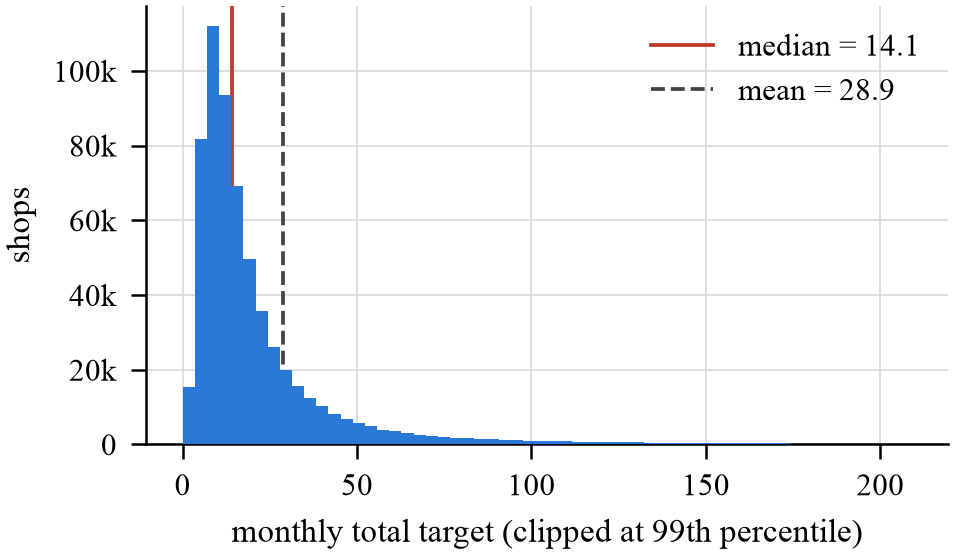 median = 14.1
mean = 28.9
100k
80k
60k
40k
20k
0
shops
0 50 100 150 200
monthly total target (clipped at 99th percentile)